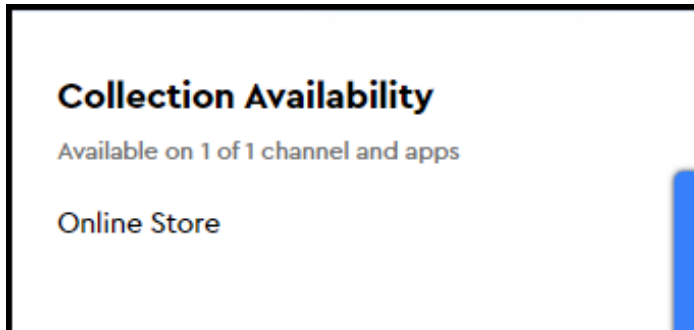 Collection Availability
Available on 1 of 1 channel and apps
Online Store